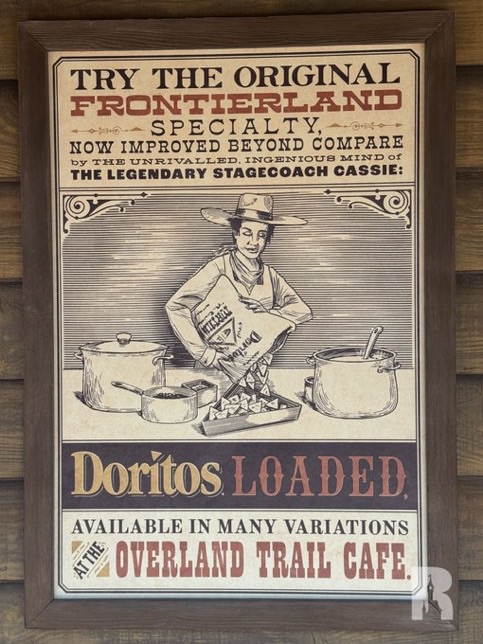 TRY THE ORIGINAL
FRONTIERLAND
SPECIALTY,
NOW IMPROVED BEYOND COMPARE
by THE UNRIVALLED, INGENIOUS MIND of
THE LEGENDARY STAGECOACH CASSIE:
Doritos
Doritos LOADED,
AVAILABLE IN MANY VARIATIONS
AT THE OVERLAND TRAIL CAFE.
R